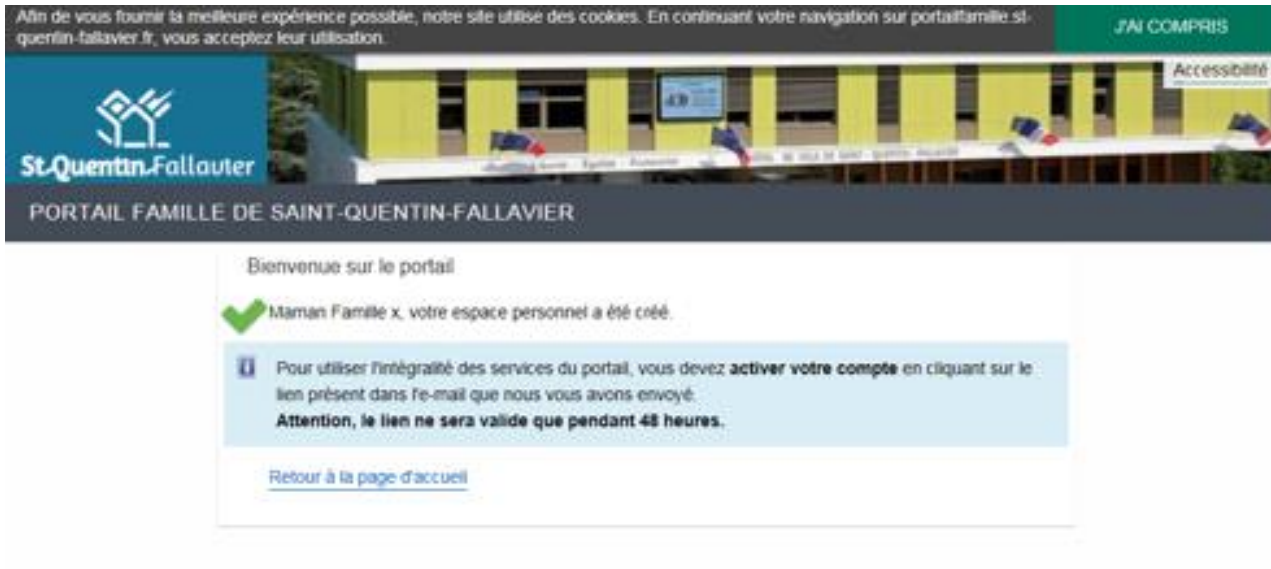 Afin de vous fournir la meilleure expérience possible, notre site utilise des cookies. En continuant votre navigation sur portailfamille.st-
quentin-fallavier.fr, vous acceptez leur utilisation.
J'AI COMPRIS
Accessibilité
St.Quentin.Fallavier
PORTAIL FAMILLE DE SAINT-QUENTIN-FALLAVIER
Bienvenue sur le portail
Maman Famille x, votre espace personnel a été créé.
Pour utiliser l'intégralité des services du portail, vous devez activer votre compte en cliquant sur le
lien présent dans l'e-mail que nous vous avons envoyé.
Attention, le lien ne sera valide que pendant 48 heures.
Retour à la page d'accueil